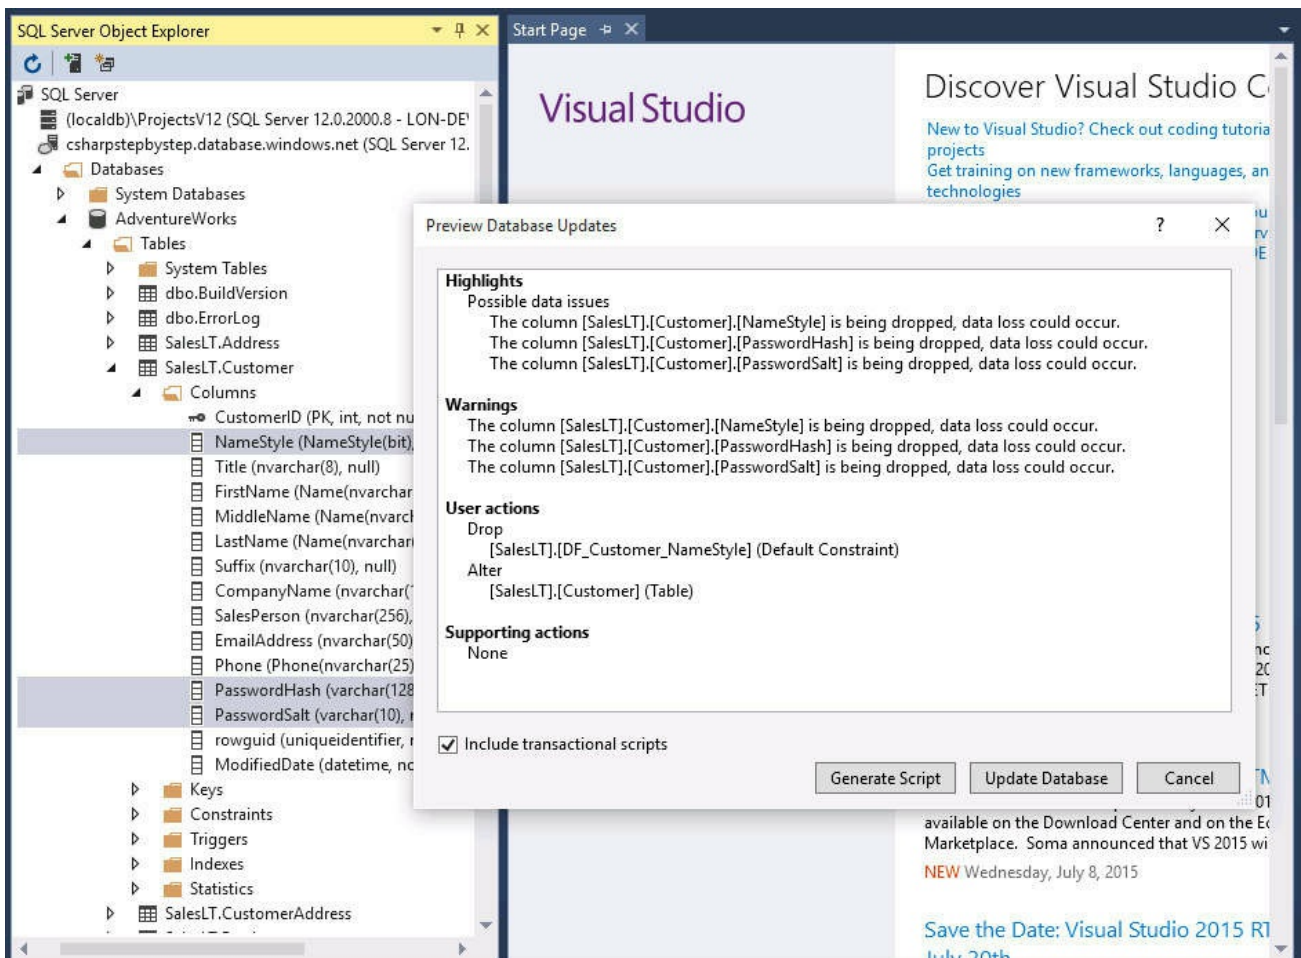 SQL Server Object Explorer
SQL Server
(localdb)\ProjectsV12 (SQL Server 12.0.2000.8 - LON-DE
csharpstepbystep.database.windows.net (SQL Server 12.
Databases
System Databases
AdventureWorks
Tables
System Tables
dbo.BuildVersion
dbo.ErrorLog
SalesLT.Address
SalesLT.Customer
Columns
CustomerID (PK, int, not nu
NameStyle (NameStyle(bit),
Title (nvarchar(8), null)
FirstName (Name(nvarchar
MiddleName (Name(nvarch
LastName (Name(nvarchar(
Suffix (nvarchar(10), null)
CompanyName (nvarchar(
SalesPerson (nvarchar(256),
EmailAddress (nvarchar(50)
Phone (Phone(nvarchar(25)
PasswordHash (varchar(128
PasswordSalt (varchar(10),
rowguid (uniqueidentifier,
ModifiedDate (datetime, no
Keys
Constraints
Triggers
Indexes
Statistics
SalesLT.CustomerAddress
Start Page
Visual Studio
Discover Visual Studio C
New to Visual Studio? Check out coding tutoria
projects
Get training on new frameworks, languages, an
technologies
Preview Database Updates
?
Highlights
Possible data issues
The column [SalesLT].[Customer].[NameStyle] is being dropped, data loss could occur.
The column [SalesLT].[Customer].[PasswordHash] is being dropped, data loss could occur.
The column [SalesLT].[Customer].[PasswordSalt] is being dropped, data loss could occur.
Warnings
The column [SalesLT].[Customer].[NameStyle] is being dropped, data loss could occur.
The column [SalesLT].[Customer].[PasswordHash] is being dropped, data loss could occur.
The column [SalesLT].[Customer].[PasswordSalt] is being dropped, data loss could occur.
User actions
Drop
[SalesLT].[DF_Customer_NameStyle] (Default Constraint)
Alter
[SalesLT].[Customer] (Table)
Supporting actions
None
Include transactional scripts
Generate Script
Update Database
Cancel
available on the Download Center and on the Ec
Marketplace. Soma announced that VS 2015 wi
NEW Wednesday, July 8, 2015
Save the Date: Visual Studio 2015 RT
July 20th